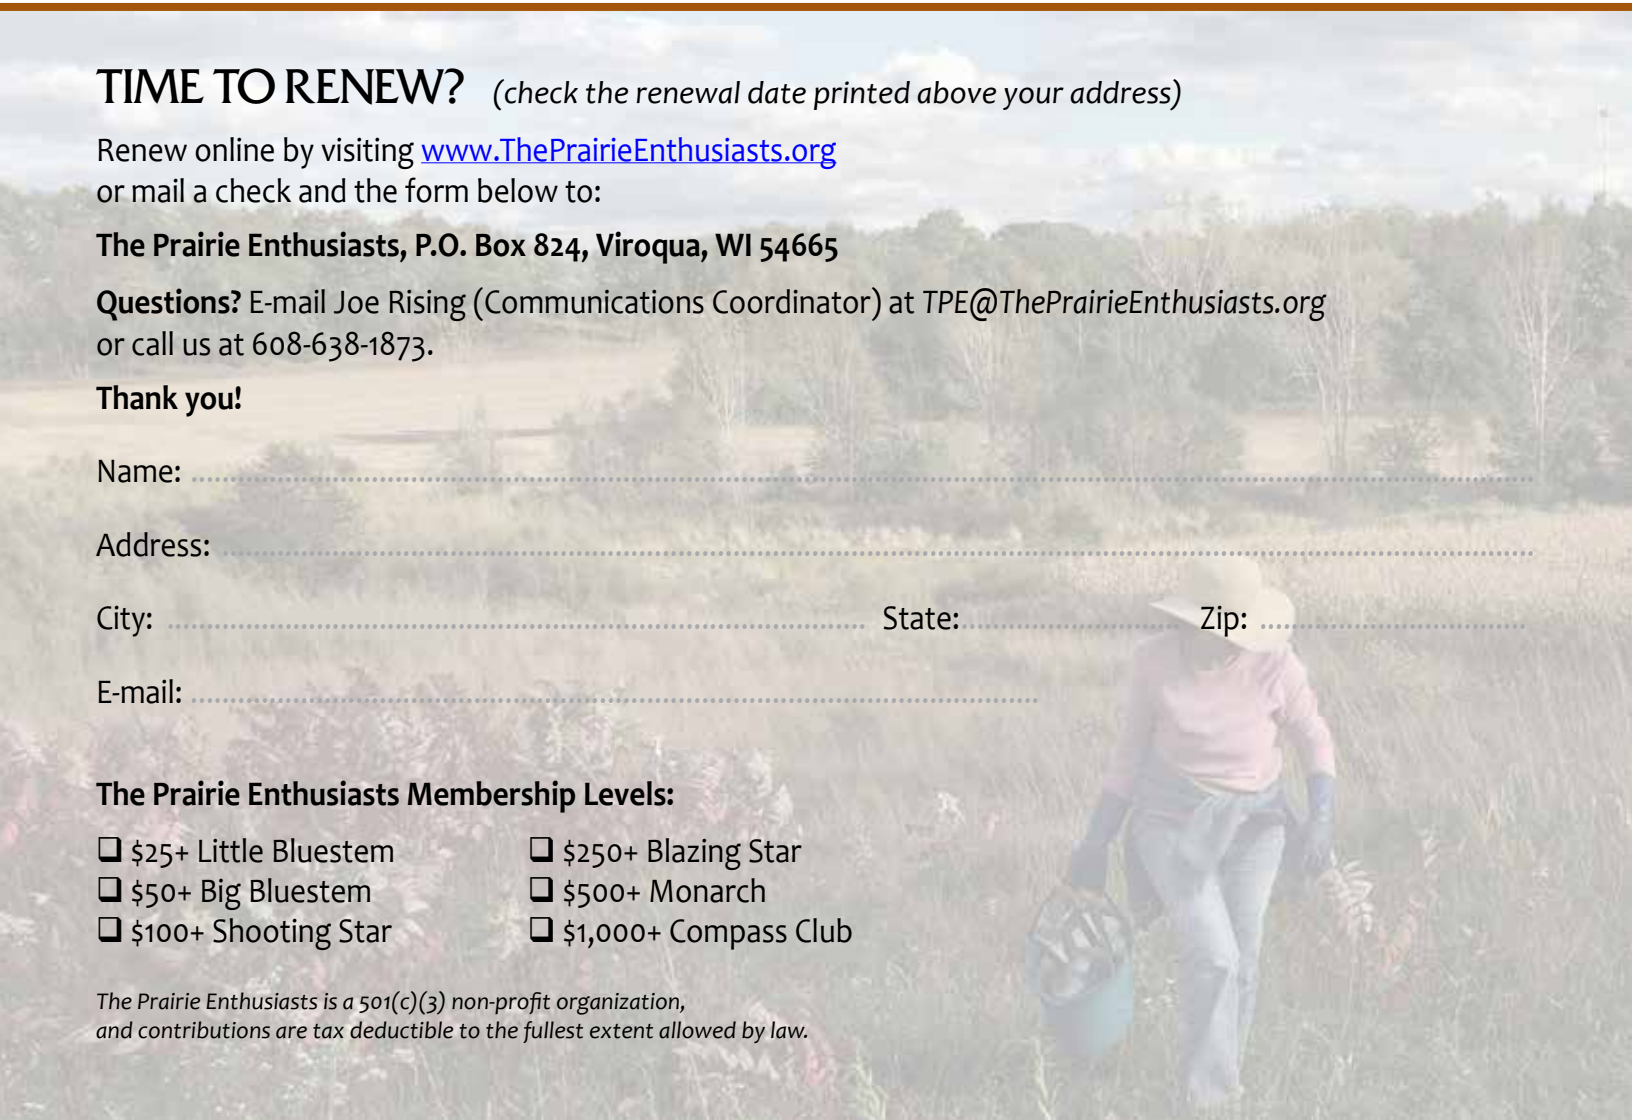 TIME TO RENEW? (check the renewal date printed above your address)
Renew online by visiting www.ThePrairieEnthusiasts.org
or mail a check and the form below to:
The Prairie Enthusiasts, P.O. Box 824, Viroqua, WI 54665
Questions? E-mail Joe Rising (Communications Coordinator) at TPE@ThePrairieEnthusiasts.org
or call us at 608-638-1873.
Thank you!
Name:
Address:
City: State: Zip:
E-mail:
The Prairie Enthusiasts Membership Levels:
❑ $25+ Little Bluestem ❑ $250+ Blazing Star
❑ $50+ Big Bluestem ❑ $500+ Monarch
❑ $100+ Shooting Star ❑ $1,000+ Compass Club
The Prairie Enthusiasts is a 501(c)(3) non-profit organization,
and contributions are tax deductible to the fullest extent allowed by law.